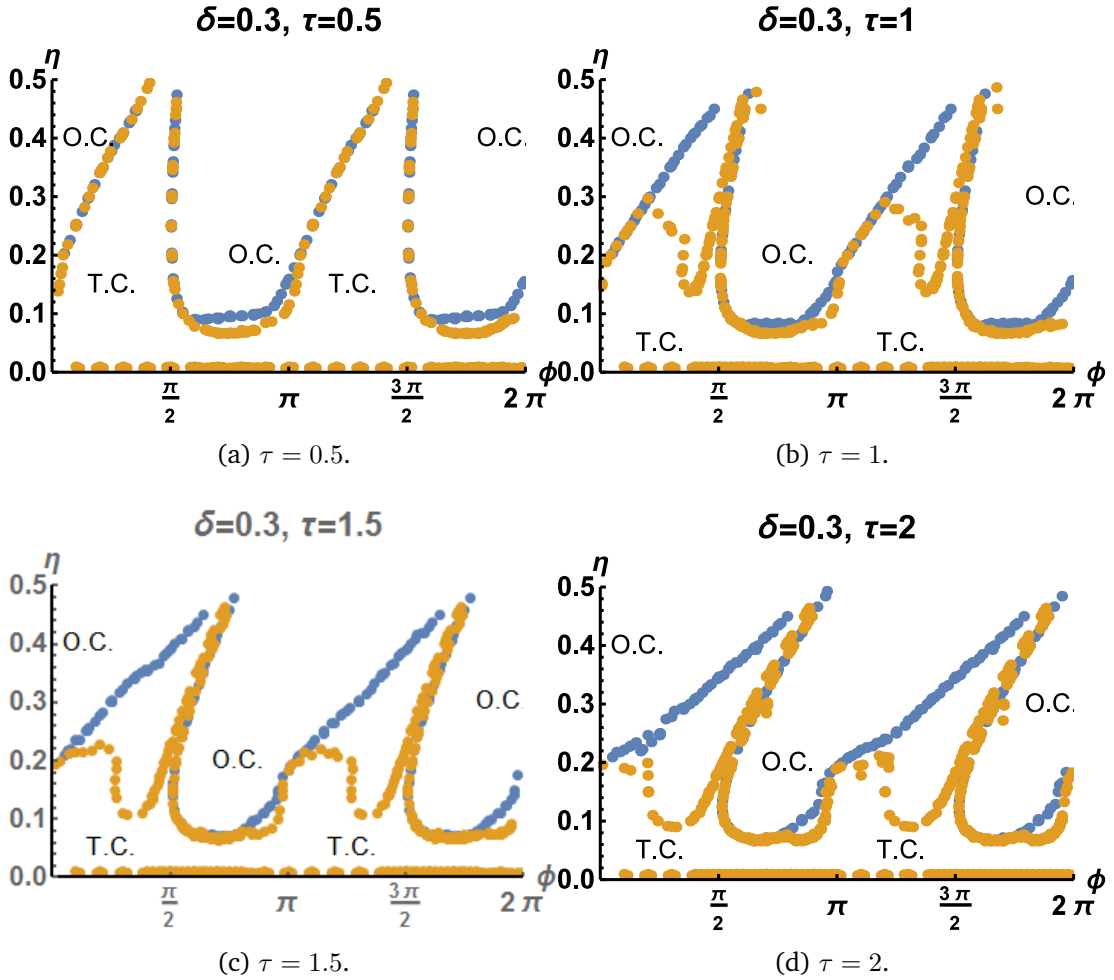 δ=0.3, τ=0.5
η
0.5
0.4
0.3
0.2
0.1
0.0
O.C.
O.C.
O.C.
T.C.
T.C.
π/2
π
3π/2
2π
ϕ
(a) τ = 0.5.
δ=0.3, τ=1
η
0.5
0.4
0.3
0.2
0.1
0.0
O.C.
O.C.
O.C.
T.C.
T.C.
π/2
π
3π/2
2π
ϕ
(b) τ = 1.
δ=0.3, τ=1.5
η
0.5
0.4
0.3
0.2
0.1
0.0
O.C.
O.C.
O.C.
T.C.
T.C.
π/2
π
3π/2
2π
ϕ
(c) τ = 1.5.
δ=0.3, τ=2
η
0.5
0.4
0.3
0.2
0.1
0.0
O.C.
O.C.
O.C.
T.C.
T.C.
π/2
π
3π/2
2π
ϕ
(d) τ = 2.